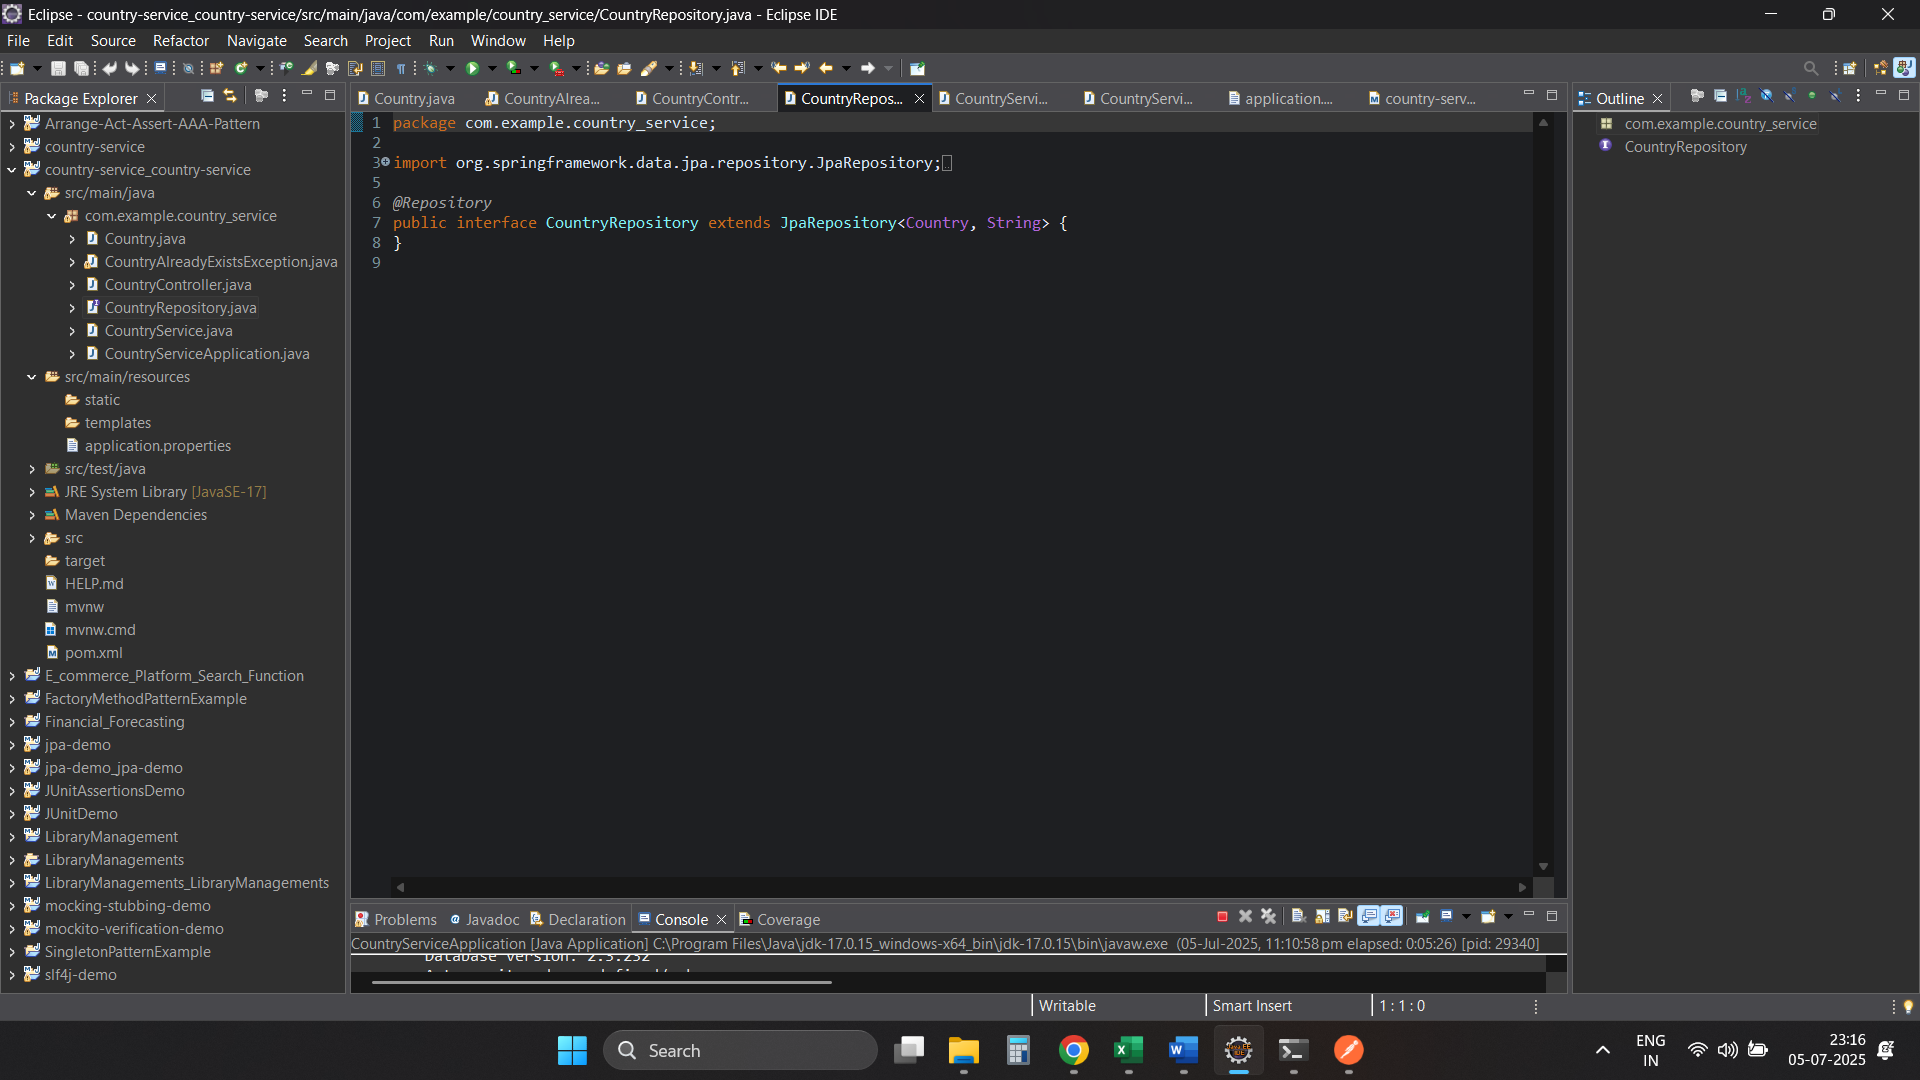 Eclipse - country-service_country-service/src/main/java/com/example/country_service/CountryRepository.java - Eclipse IDE
File Edit Source Refactor Navigate Search Project Run Window Help
Package Explorer
Arrange-Act-Assert-AAA-Pattern
country-service
country-service_country-service
src/main/java
com.example.country_service
Country.java
CountryAlreadyExistsException.java
CountryController.java
CountryRepository.java
CountryService.java
CountryServiceApplication.java
src/main/resources
static
templates
application.properties
src/test/java
JRE System Library [JavaSE-17]
Maven Dependencies
src
target
HELP.md
mvnw
mvnw.cmd
pom.xml
E_commerce_Platform_Search_Function
FactoryMethodPatternExample
Financial_Forecasting
jpa-demo
jpa-demo_jpa-demo
JUnitAssertionsDemo
JUnitDemo
LibraryManagement
LibraryManagements
LibraryManagements_LibraryManagements
mocking-stubbing-demo
mockito-verification-demo
SingletonPatternExample
slf4j-demo
Country.java CountryAlrea... CountryContr... CountryRepos... CountryServi... CountryServi... application.... country-serv...
1 package com.example.country_service;
2
3 import org.springframework.data.jpa.repository.JpaRepository;
5
6 @Repository
7 public interface CountryRepository extends JpaRepository<Country, String> {
8 }
9
Problems Javadoc Declaration Console Coverage
CountryServiceApplication [Java Application] C:\Program Files\Java\jdk-17.0.15_windows-x64_bin\jdk-17.0.15\bin\javaw.exe (05-Jul-2025, 11:10:58 pm elapsed: 0:05:26) [pid: 29340]
Database version: 2.3.232
Outline
com.example.country_service
CountryRepository
Writable Smart Insert 1 : 1 : 0
Search
ENG
IN
23:16
05-07-2025